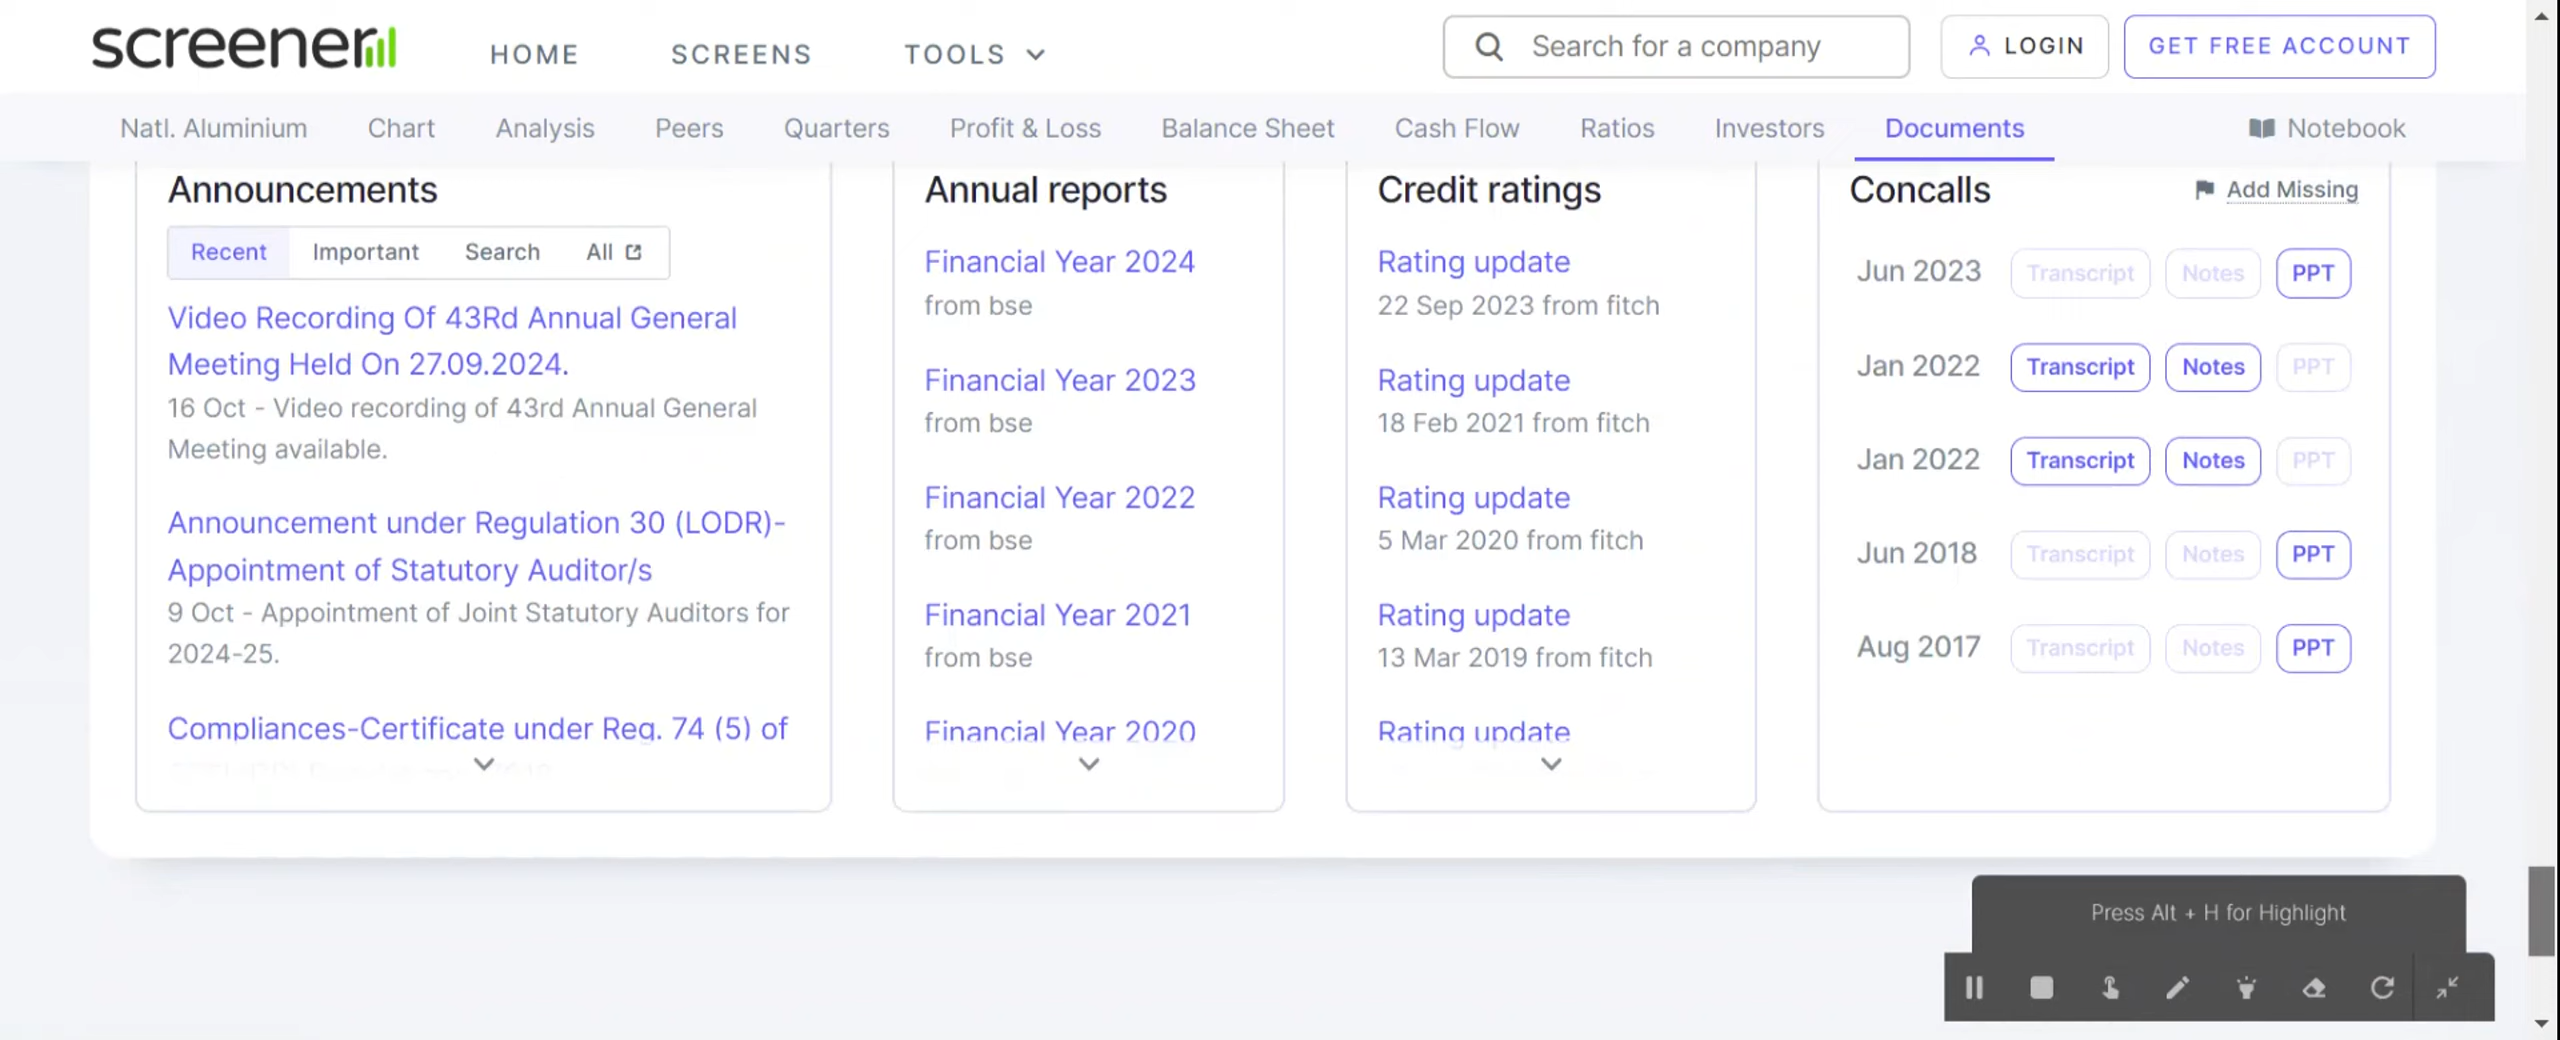 screener
HOME SCREENS TOOLS
Search for a company
LOGIN
GET FREE ACCOUNT
Natl. Aluminium Chart Analysis Peers Quarters Profit & Loss Balance Sheet Cash Flow Ratios Investors Documents Notebook
Announcements
Recent Important Search All
Video Recording Of 43Rd Annual General
Meeting Held On 27.09.2024.
16 Oct - Video recording of 43rd Annual General
Meeting available.
Announcement under Regulation 30 (LODR)-
Appointment of Statutory Auditor/s
9 Oct - Appointment of Joint Statutory Auditors for
2024-25.
Compliances-Certificate under Reg. 74 (5) of
Annual reports
Financial Year 2024
from bse
Financial Year 2023
from bse
Financial Year 2022
from bse
Financial Year 2021
from bse
Financial Year 2020
Credit ratings
Rating update
22 Sep 2023 from fitch
Rating update
18 Feb 2021 from fitch
Rating update
5 Mar 2020 from fitch
Rating update
13 Mar 2019 from fitch
Rating update
Concalls Add Missing
Jun 2023 Transcript Notes PPT
Jan 2022 Transcript Notes PPT
Jan 2022 Transcript Notes PPT
Jun 2018 Transcript Notes PPT
Aug 2017 Transcript Notes PPT
Press Alt + H for Highlight